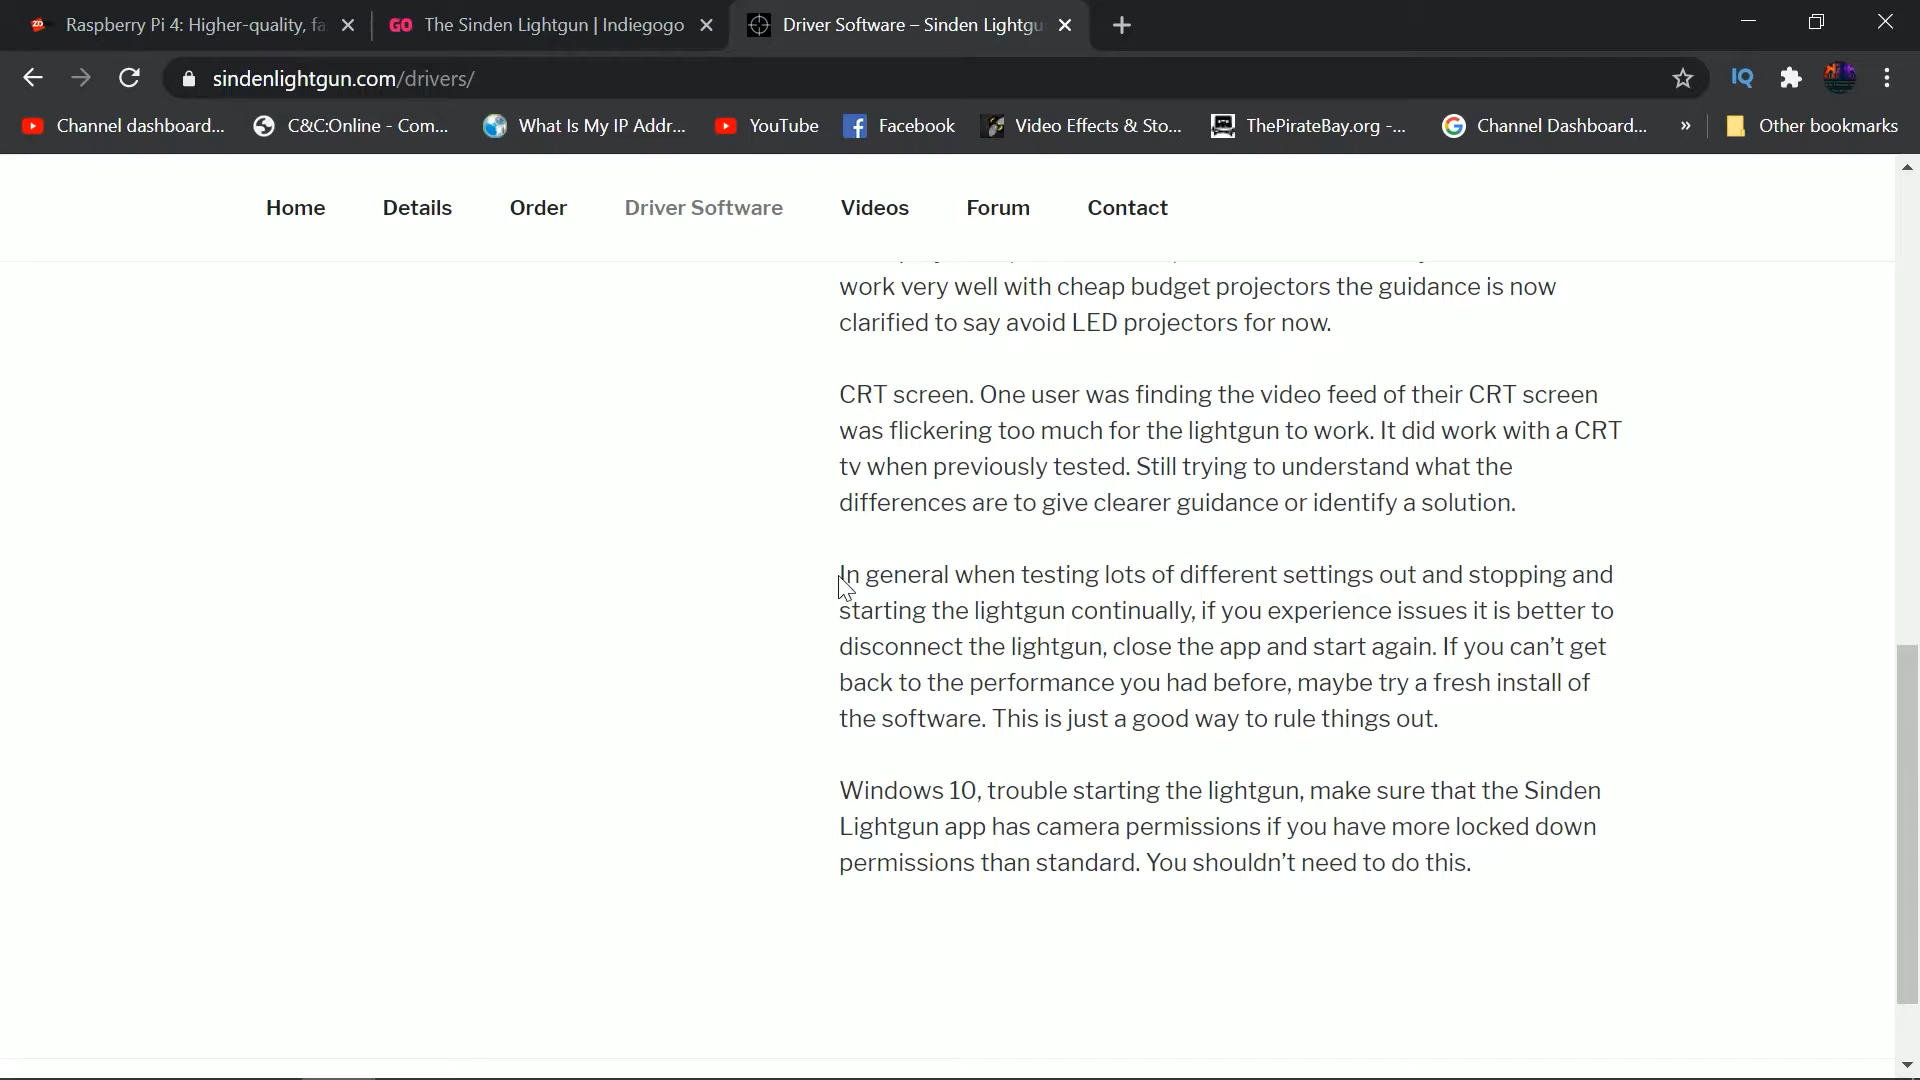 Raspberry Pi 4: Higher-quality, fa
The Sinden Lightgun | Indiegogo
Driver Software – Sinden Lightgu
sindenlightgun.com/drivers/
IQ
Channel dashboard...
C&C:Online - Com...
What Is My IP Addr...
YouTube
Facebook
Video Effects & Sto...
ThePirateBay.org -...
Channel Dashboard...
»
Other bookmarks
Home
Details
Order
Driver Software
Videos
Forum
Contact
work very well with cheap budget projectors the guidance is now
clarified to say avoid LED projectors for now.
CRT screen. One user was finding the video feed of their CRT screen
was flickering too much for the lightgun to work. It did work with a CRT
tv when previously tested. Still trying to understand what the
differences are to give clearer guidance or identify a solution.
In general when testing lots of different settings out and stopping and
starting the lightgun continually, if you experience issues it is better to
disconnect the lightgun, close the app and start again. If you can’t get
back to the performance you had before, maybe try a fresh install of
the software. This is just a good way to rule things out.
Windows 10, trouble starting the lightgun, make sure that the Sinden
Lightgun app has camera permissions if you have more locked down
permissions than standard. You shouldn’t need to do this.